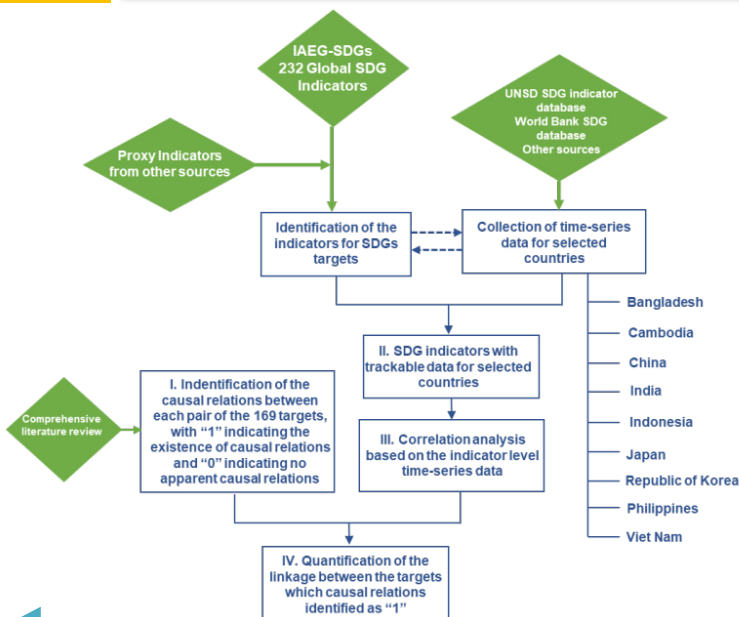 IAEG-SDGs
232 Global SDG
Indicators
UNSD SDG indicator
database
World Bank SDG
database
Other sources
Proxy Indicators
from other sources
Identification of the
indicators for SDGs
targets
Collection of time-series
data for selected
countries
Bangladesh
Cambodia
China
India
Indonesia
Japan
Republic of Korea
Philippines
Viet Nam
II. SDG indicators with
trackable data for selected
countries
Comprehensive
literature review
I. Indentification of the
causal relations between
each pair of the 169 targets,
with “1” indicating the
existence of causal relations
and “0” indicating no
apparent causal relations
III. Correlation analysis
based on the indicator level
time-series data
IV. Quantification of the
linkage between the targets
which causal relations
identified as “1”